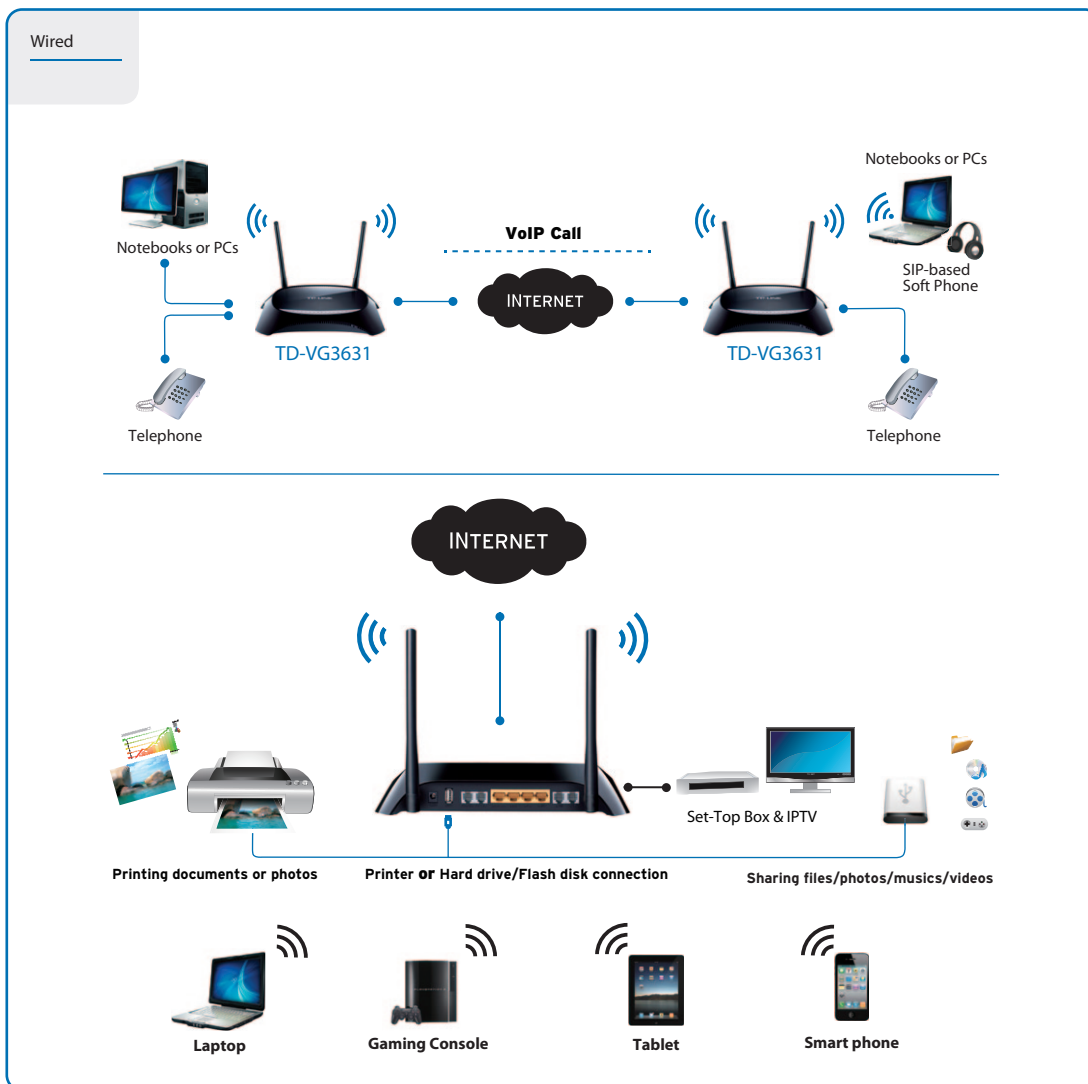 Wired
Notebooks or PCs
VoIP Call
Notebooks or PCs
INTERNET
SIP-based
Soft Phone
TD-VG3631
TD-VG3631
Telephone
Telephone
INTERNET
Set-Top Box & IPTV
Printing documents or photos
Printer or Hard drive/Flash disk connection
Sharing files/photos/musics/videos
Laptop
Gaming Console
Tablet
Smart phone